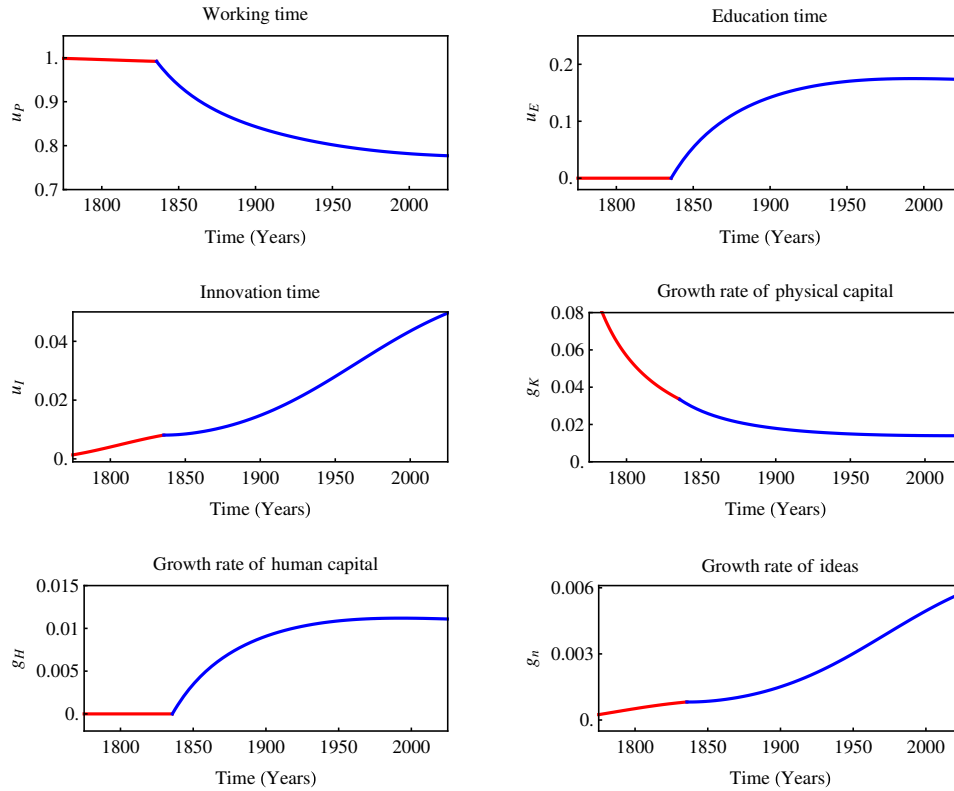 Working time
1.
0.9
0.8
0.7
u_P
1800 1850 1900 1950 2000
Time (Years)
Education time
0.2
0.1
0.
u_E
1800 1850 1900 1950 2000
Time (Years)
Innovation time
0.04
0.02
0.
u_I
1800 1850 1900 1950 2000
Time (Years)
Growth rate of physical capital
0.08
0.06
0.04
0.02
0.
g_K
1800 1850 1900 1950 2000
Time (Years)
Growth rate of human capital
0.015
0.01
0.005
0.
g_H
1800 1850 1900 1950 2000
Time (Years)
Growth rate of ideas
0.006
0.003
0.
g_n
1800 1850 1900 1950 2000
Time (Years)